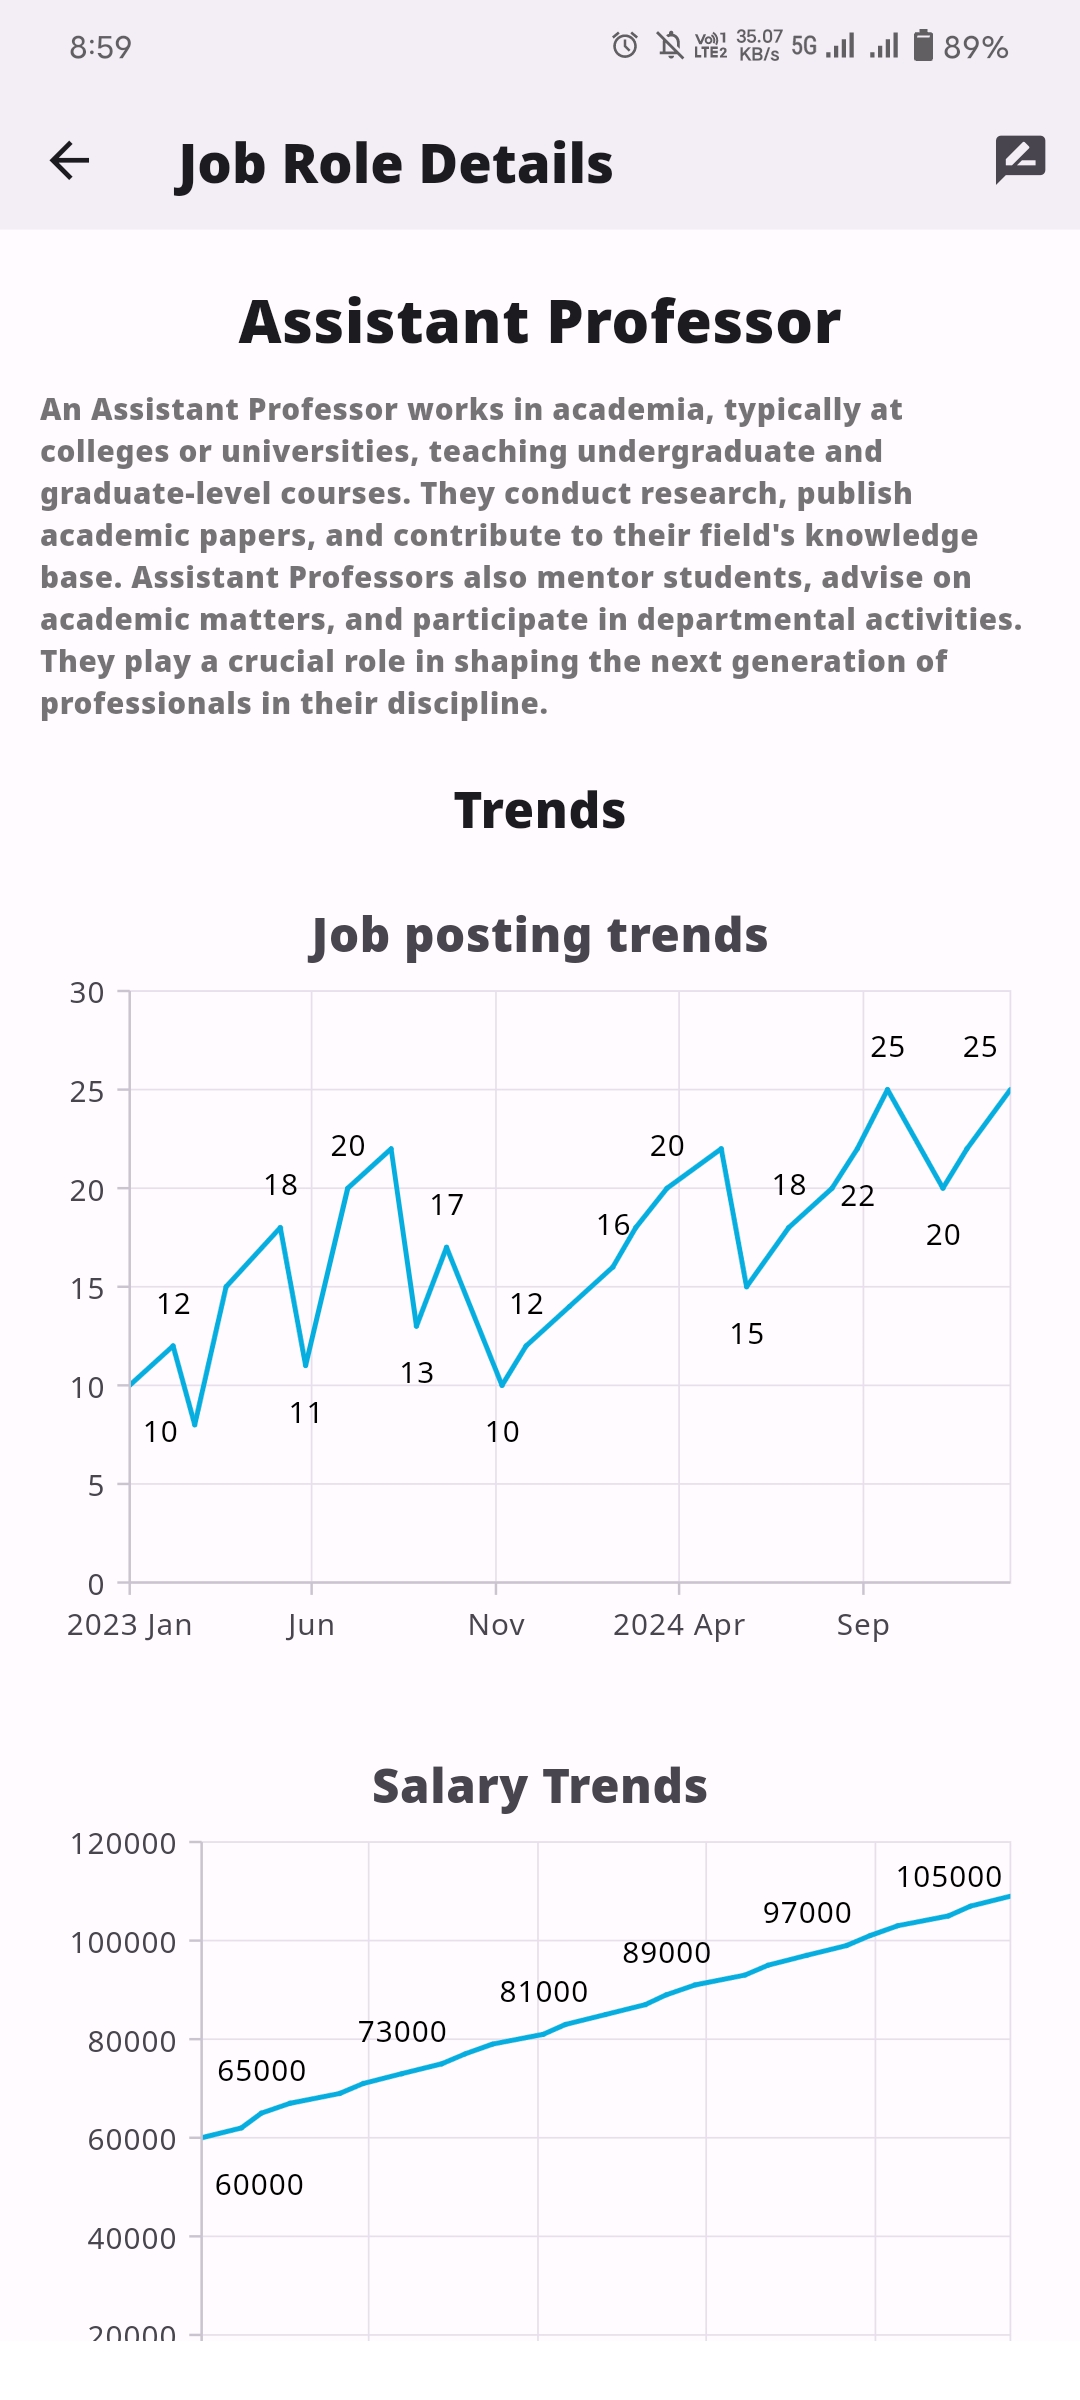 8:59
Vo))1 LTE2 35.07 KB/s 5G 89%
Job Role Details
Assistant Professor
An Assistant Professor works in academia, typically at
colleges or universities, teaching undergraduate and
graduate-level courses. They conduct research, publish
academic papers, and contribute to their field's knowledge
base. Assistant Professors also mentor students, advise on
academic matters, and participate in departmental activities.
They play a crucial role in shaping the next generation of
professionals in their discipline.
Trends
Job posting trends
30
25 25
25
20
20
18
20
18
22
17
16
20
15
12
12
15
13
10
11
10
10
5
0
2023 Jan Jun Nov 2024 Apr Sep
Salary Trends
120000
105000
97000
100000
89000
81000
80000
73000
65000
60000
60000
40000
20000